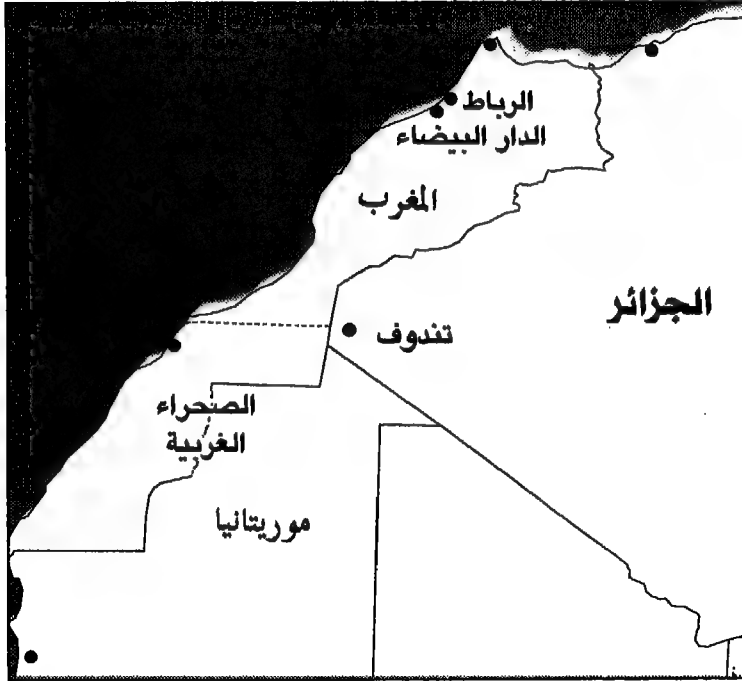 الرباط
الدار البيضاء
المغرب
الجزائر
تندوف
الصحراء
الغربية
موريتانيا